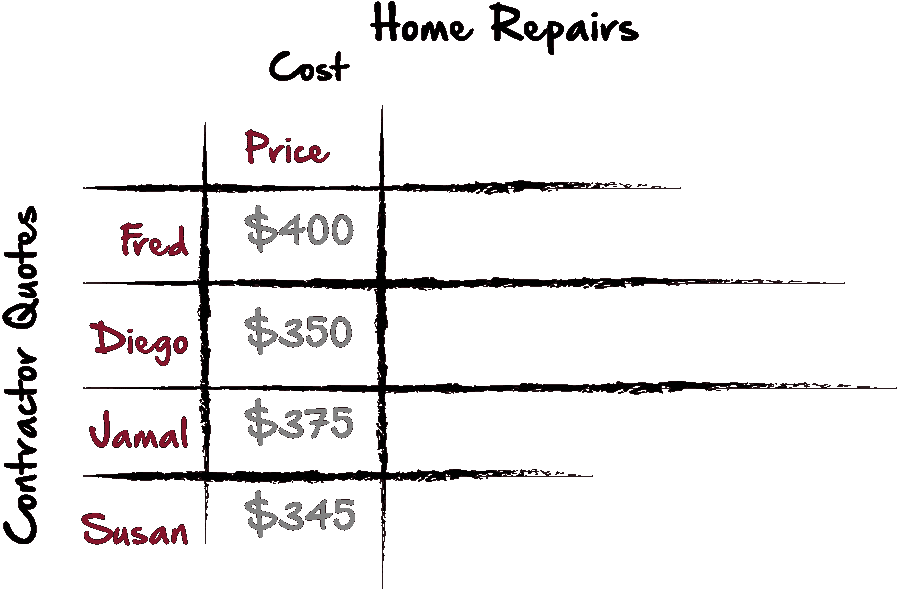 Home Repairs
Cost
Price
Contractor Quotes
Fred $400
Diego $350
Jamal $375
Susan $345